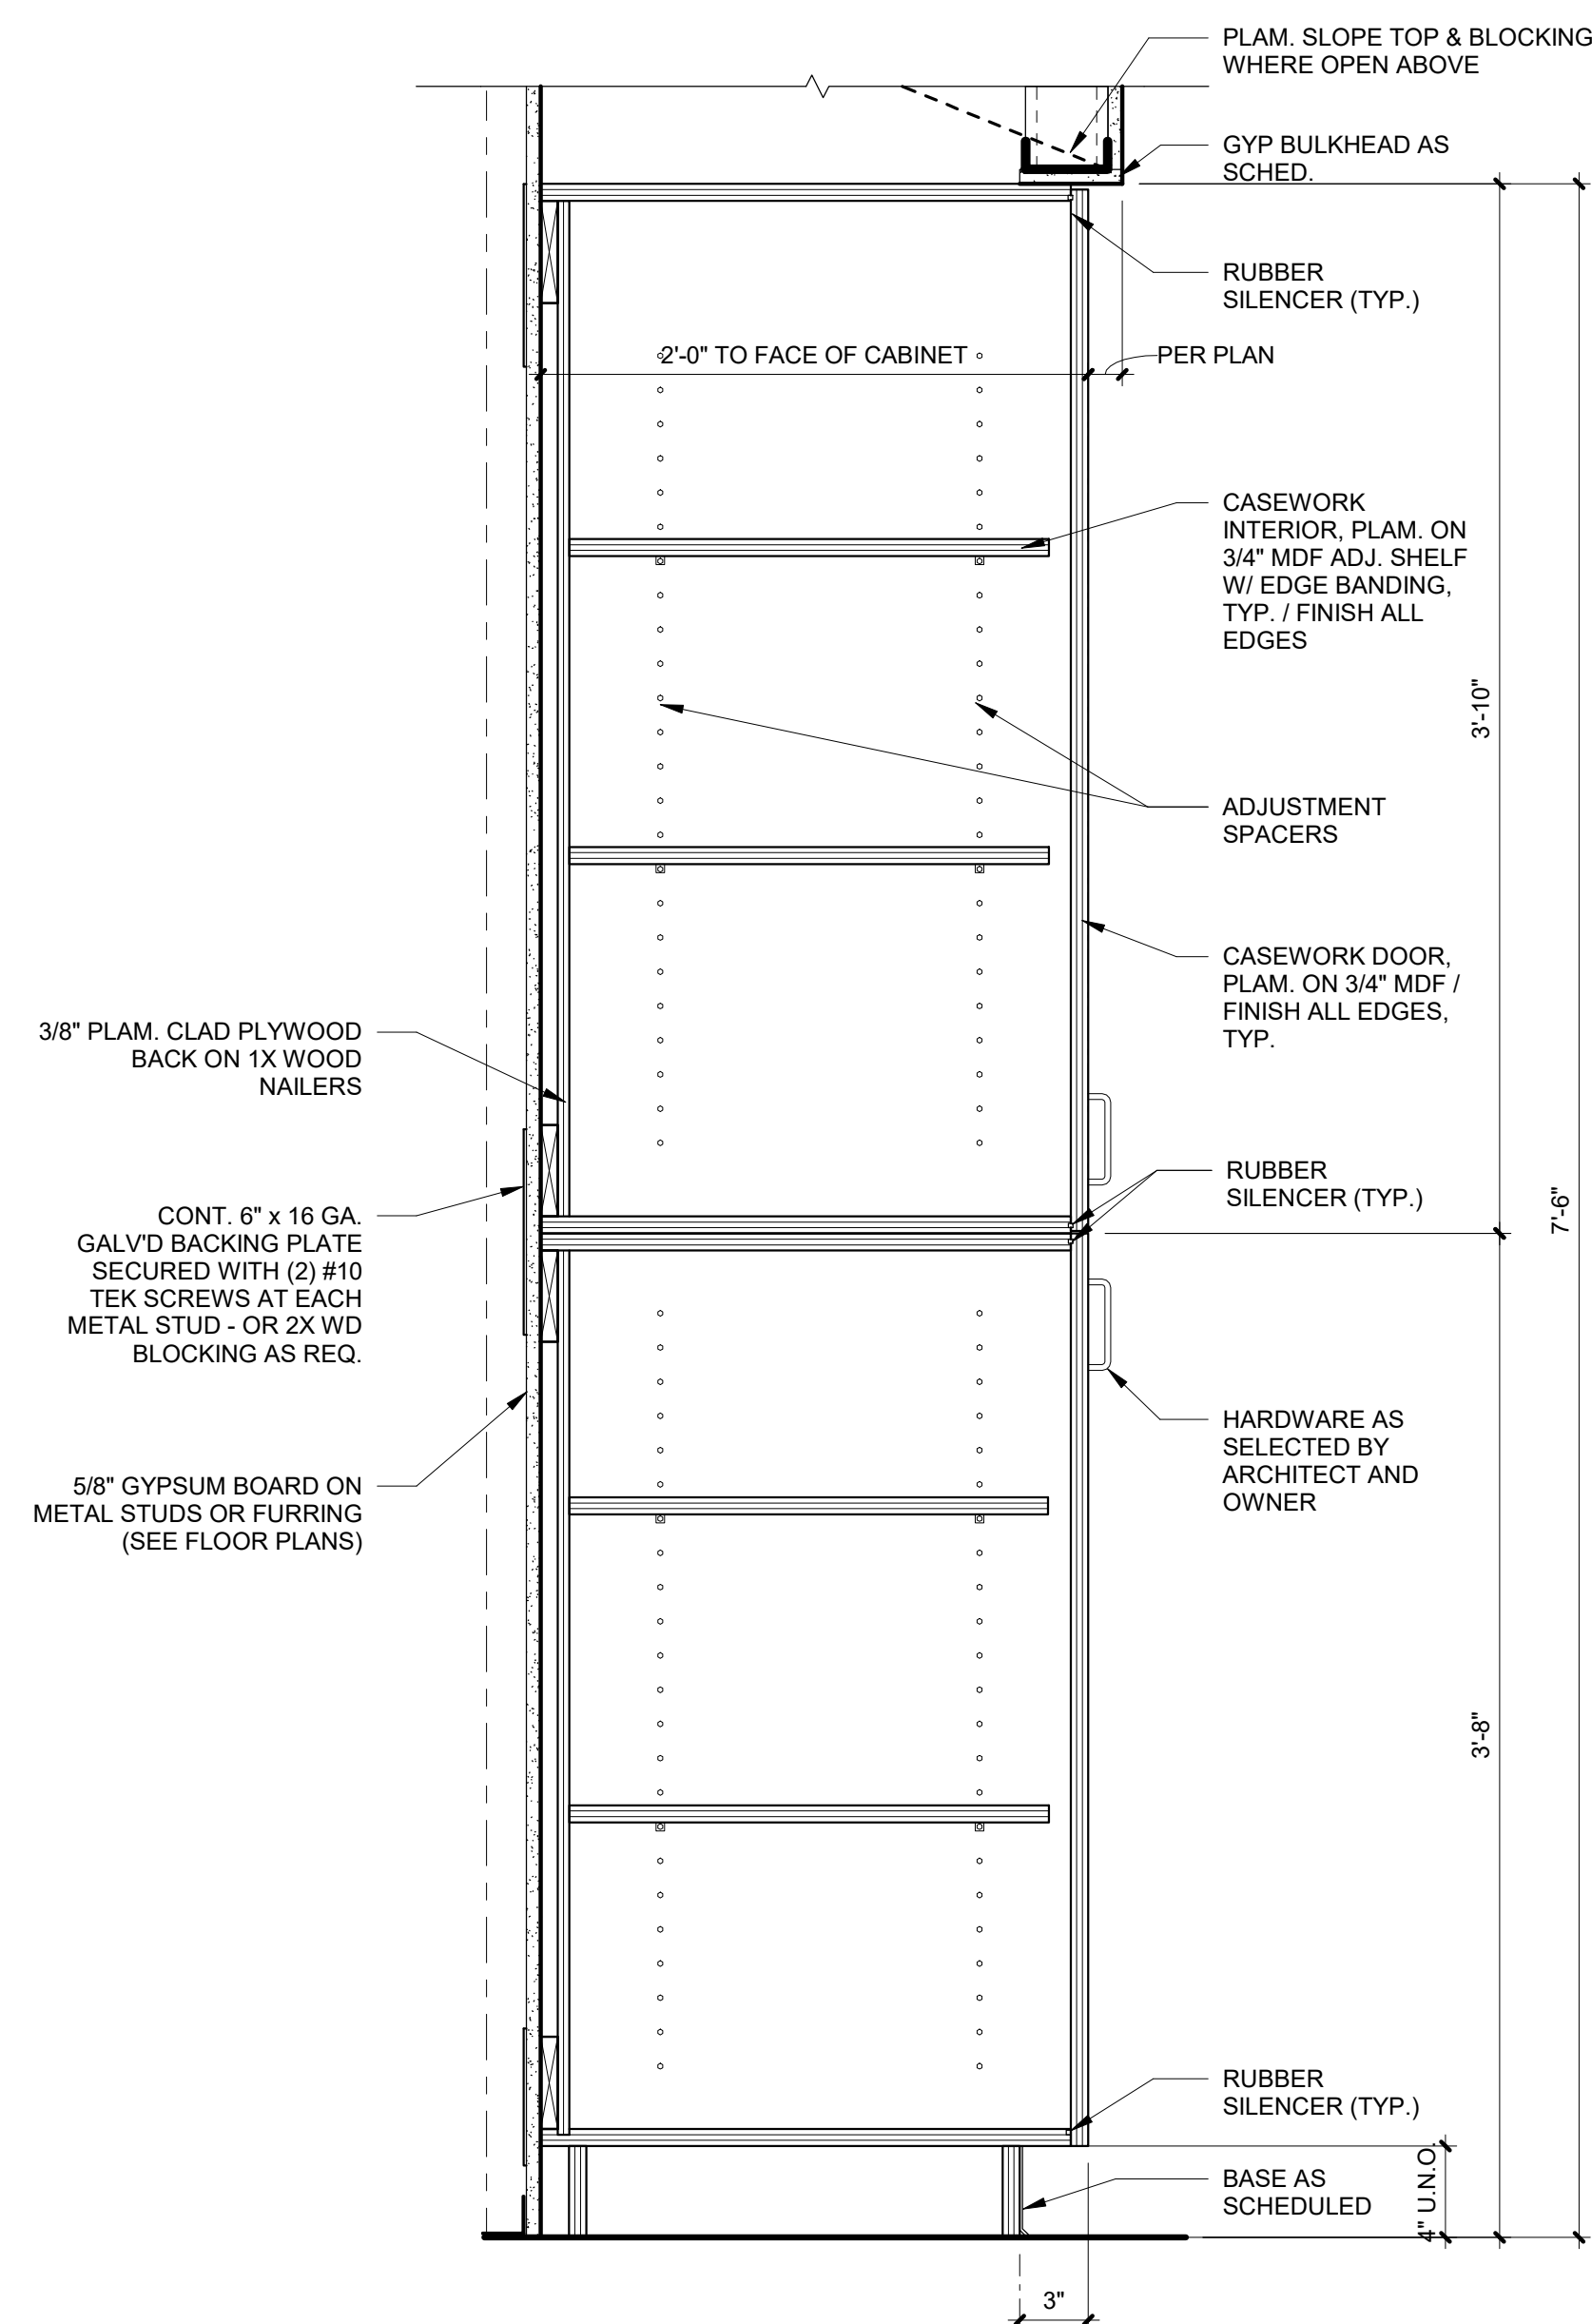 PLAM. SLOPE TOP & BLOCKING
WHERE OPEN ABOVE
GYP BULKHEAD AS
SCHED.
RUBBER
SILENCER (TYP.)
2'-0" TO FACE OF CABINET
PER PLAN
CASEWORK
INTERIOR, PLAM. ON
3/4" MDF ADJ. SHELF
W/ EDGE BANDING,
TYP. / FINISH ALL
EDGES
3'-10"
ADJUSTMENT
SPACERS
CASEWORK DOOR,
PLAM. ON 3/4" MDF /
FINISH ALL EDGES,
TYP.
3/8" PLAM. CLAD PLYWOOD
BACK ON 1X WOOD
NAILERS
RUBBER
SILENCER (TYP.)
7'-6"
CONT. 6" x 16 GA.
GALV'D BACKING PLATE
SECURED WITH (2) #10
TEK SCREWS AT EACH
METAL STUD - OR 2X WD
BLOCKING AS REQ.
HARDWARE AS
SELECTED BY
ARCHITECT AND
OWNER
5/8" GYPSUM BOARD ON
METAL STUDS OR FURRING
(SEE FLOOR PLANS)
3'-8"
RUBBER
SILENCER (TYP.)
BASE AS
SCHEDULED
4" U.N.O.
3"